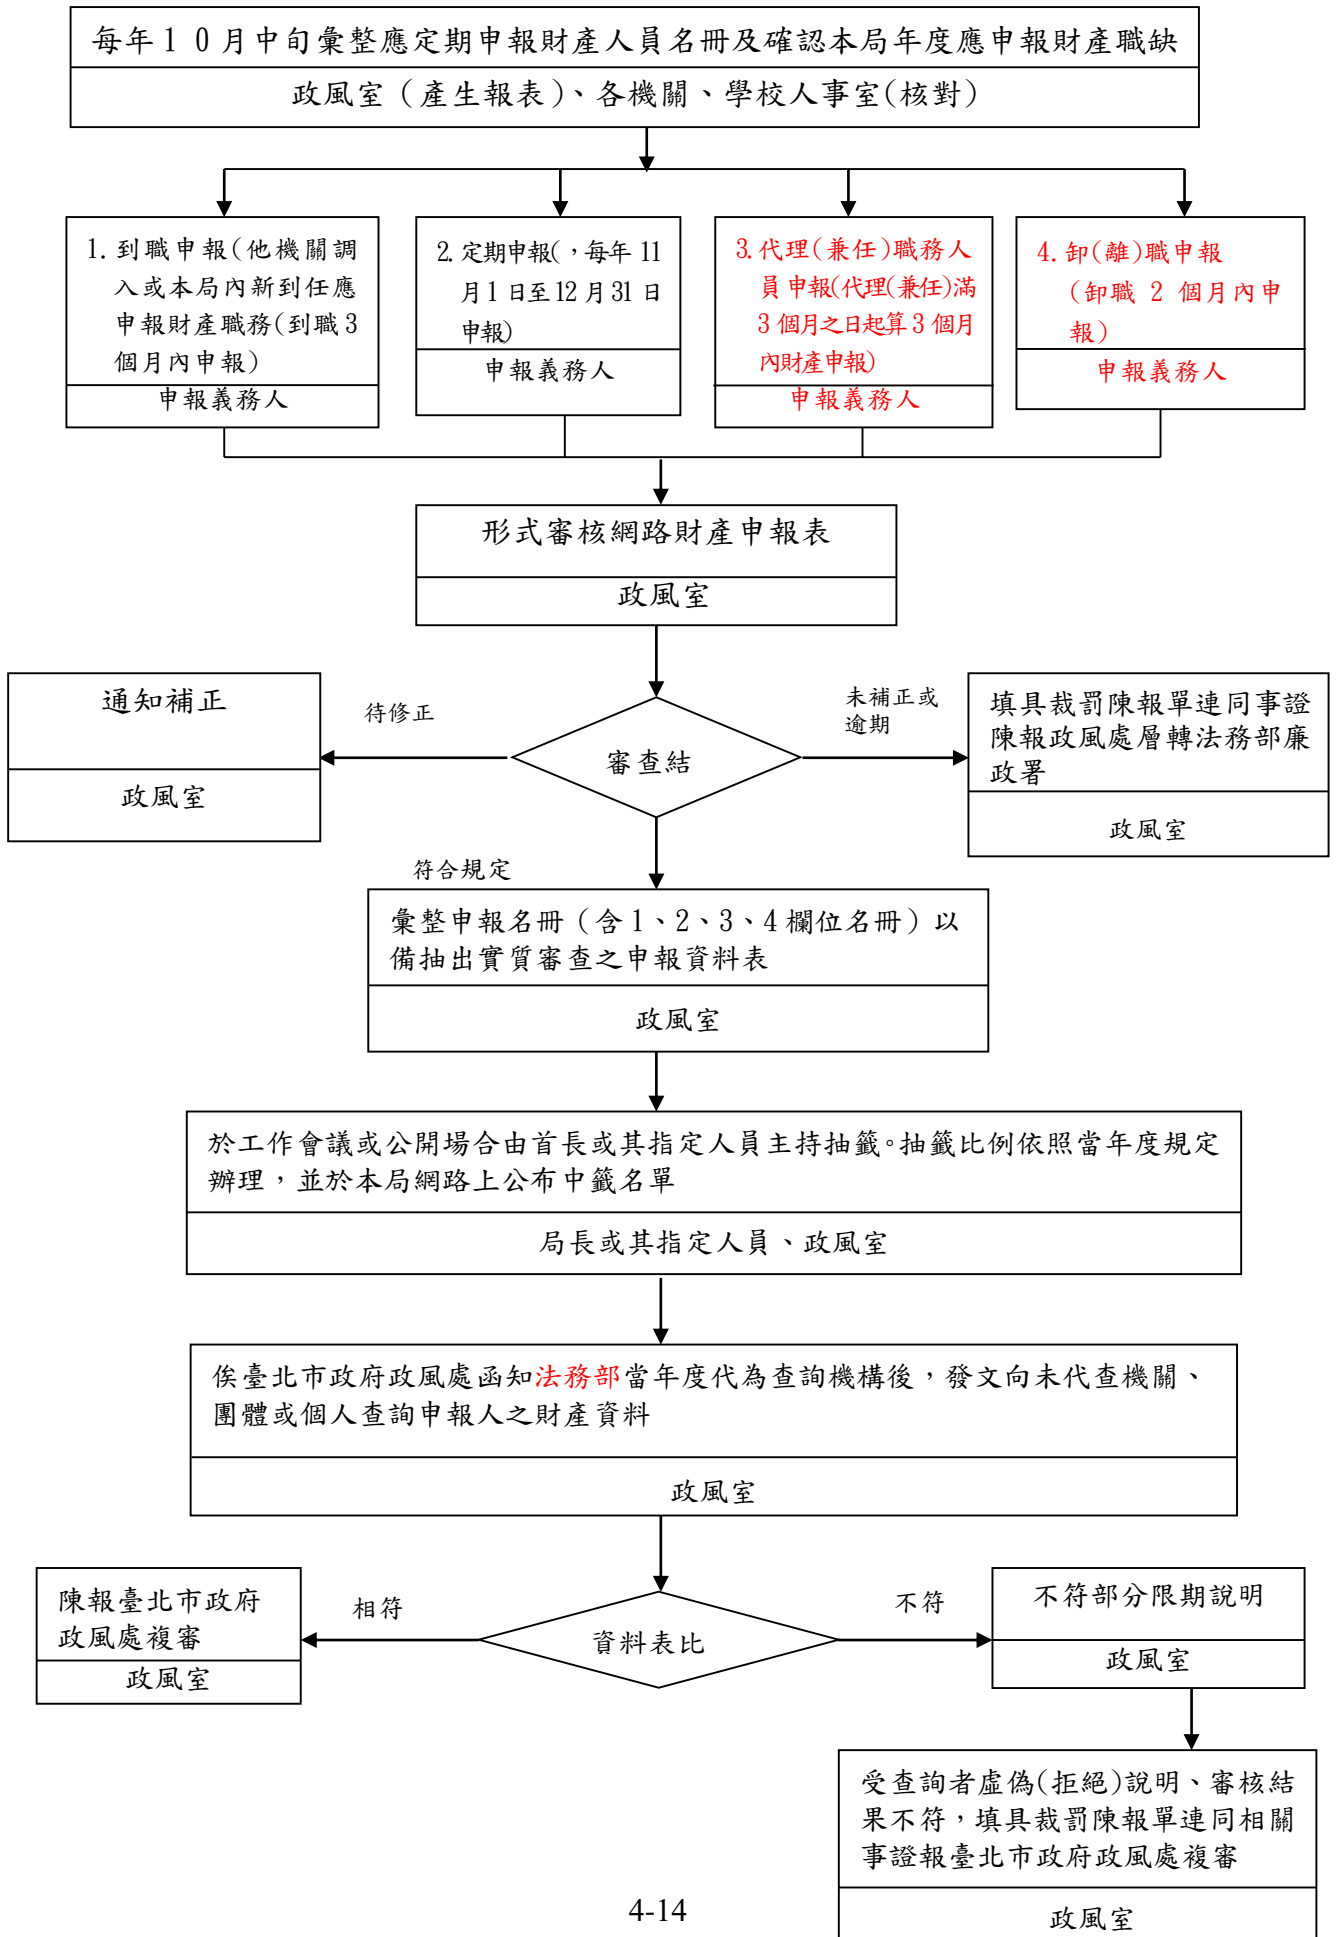 每年１０月中旬彙整應定期申報財產人員名冊及確認本局年度應申報財產職缺
政風室（產生報表）、各機關、學校人事室(核對)
1. 到職申報(他機關調
入或本局內新到任應
申報財產職務(到職 3
個月內申報)
申報義務人
2. 定期申報(，每年 11
月 1 日至 12 月 31 日
申報)
申報義務人
3. 代理(兼任)職務人
員申報(代理(兼任)滿
3 個月之日起算 3 個月
內財產申報)
申報義務人
4. 卸(離)職申報
(卸職 2 個月內申
報)
申報義務人
形式審核網路財產申報表
政風室
通知補正
政風室
待修正
審查結
未補正或
逾期
填具裁罰陳報單連同事證
陳報政風處層轉法務部廉
政署
政風室
符合規定
彙整申報名冊（含 1、2、3、4 欄位名冊）以
備抽出實質審查之申報資料表
政風室
於工作會議或公開場合由首長或其指定人員主持抽籤。抽籤比例依照當年度規定
辦理，並於本局網路上公布中籤名單
局長或其指定人員、政風室
俟臺北市政府政風處函知法務部當年度代為查詢機構後，發文向未代查機關、
團體或個人查詢申報人之財產資料
政風室
陳報臺北市政府
政風處複審
政風室
相符
資料表比
不符
不符部分限期說明
政風室
受查詢者虛偽(拒絕)說明、審核結
果不符，填具裁罰陳報單連同相關
事證報臺北市政府政風處複審
政風室
4-14